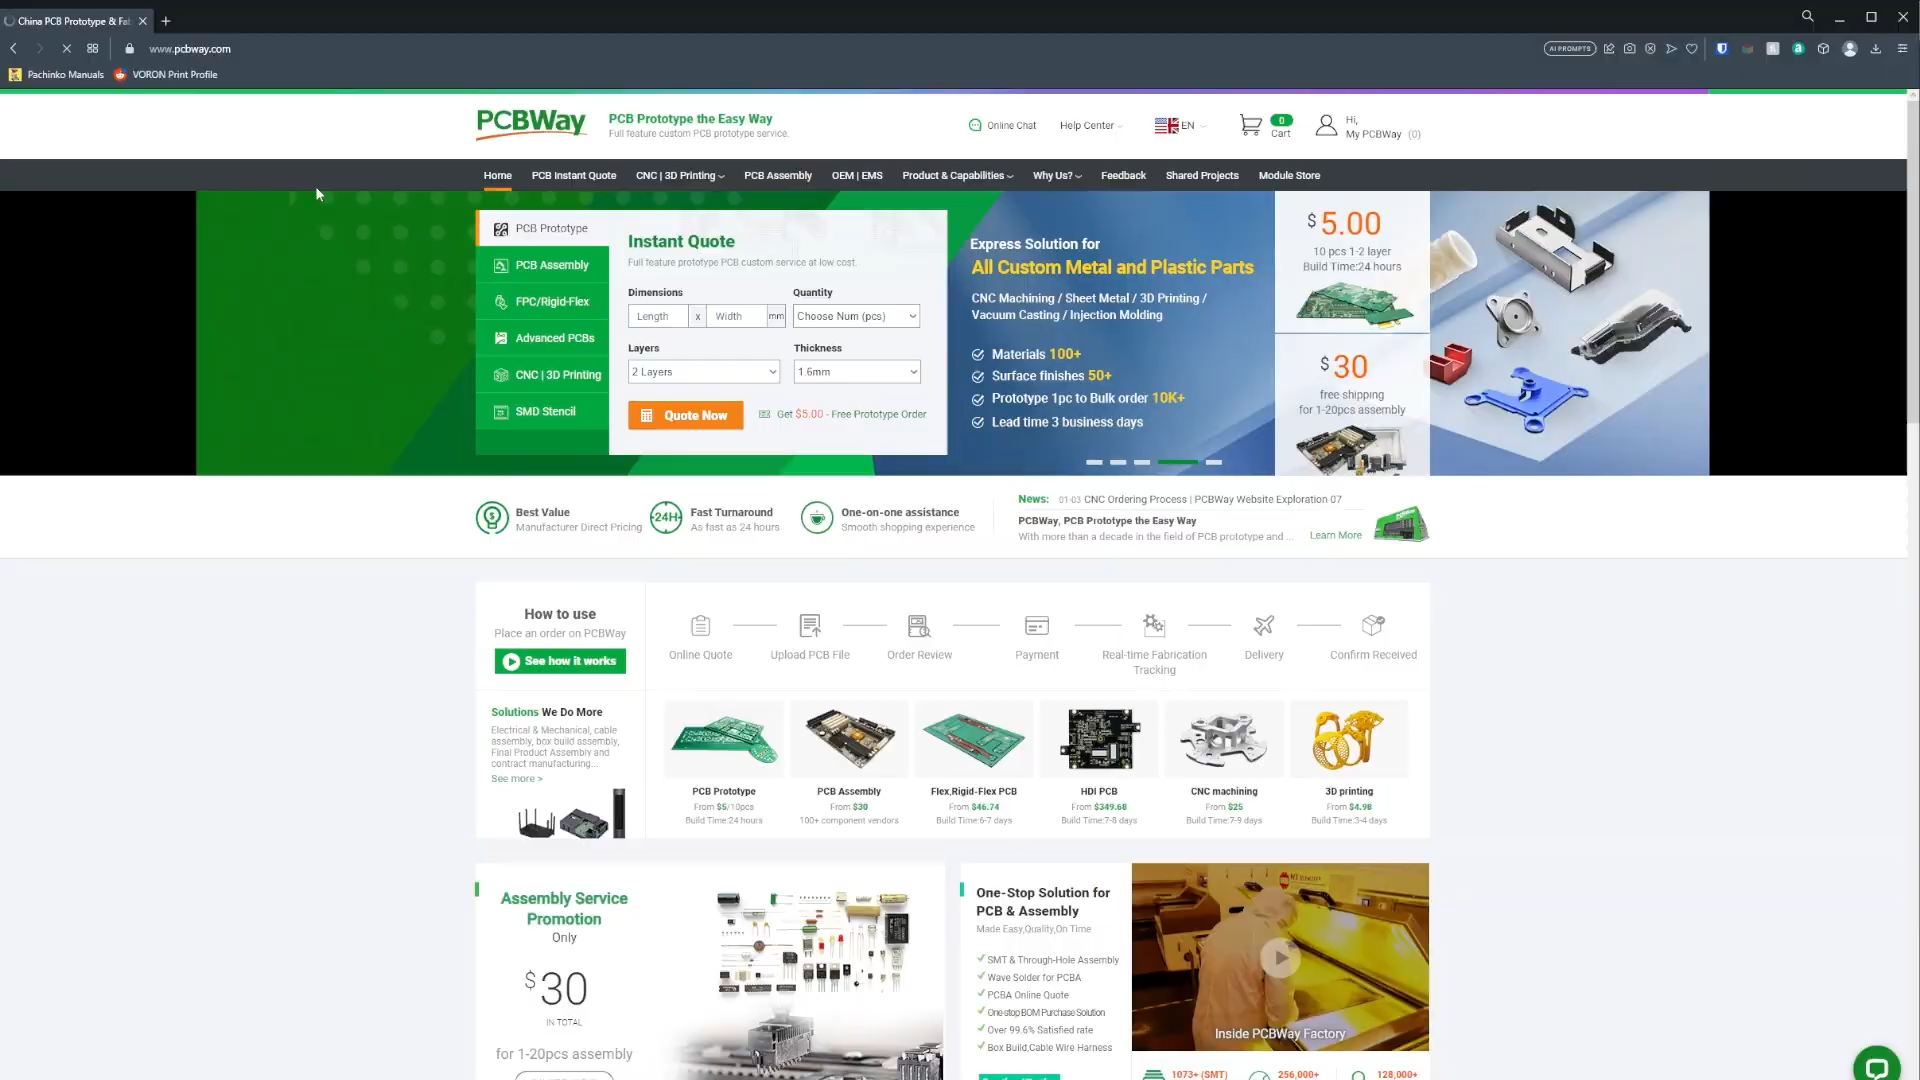 China PCB Prototype & Fab
www.pcbway.com
AI PROMPTS
Pachinko Manuals
VORON Print Profile
PCBWay
PCB Prototype the Easy Way
Full feature custom PCB prototype service.
Online Chat
Help Center
EN
0
Cart
Hi,
My PCBWay (0)
Home
PCB Instant Quote
CNC | 3D Printing
PCB Assembly
OEM | EMS
Product & Capabilities
Why Us?
Feedback
Shared Projects
Module Store
PCB Prototype
PCB Assembly
FPC/Rigid-Flex
Advanced PCBs
CNC | 3D Printing
SMD Stencil
Instant Quote
Full feature prototype PCB custom service at low cost.
Dimensions
Quantity
Length x Width mm
Choose Num (pcs)
Layers
Thickness
2 Layers
1.6mm
Quote Now
Get $5.00 - Free Prototype Order
Express Solution for
All Custom Metal and Plastic Parts
CNC Machining / Sheet Metal / 3D Printing /
Vacuum Casting / Injection Molding
Materials 100+
Surface finishes 50+
Prototype 1pc to Bulk order 10K+
Lead time 3 business days
$5.00
10 pcs 1-2 layer
Build Time:24 hours
$30
free shipping
for 1-20pcs assembly
Best Value
Manufacturer Direct Pricing
24H
Fast Turnaround
As fast as 24 hours
One-on-one assistance
Smooth shopping experience
News: 01-03 CNC Ordering Process | PCBWay Website Exploration 07
PCBWay, PCB Prototype the Easy Way
With more than a decade in the field of PCB prototype and ...
Learn More
How to use
Place an order on PCBWay
See how it works
Online Quote
Upload PCB File
Order Review
Payment
Real-time Fabrication
Tracking
Delivery
Confirm Received
Solutions We Do More
Electrical & Mechanical, cable
assembly, box build assembly,
Final Product Assembly and
contract manufacturing...
See more >
PCB Prototype
From $5/10pcs
Build Time:24 hours
PCB Assembly
From $30
100+ component vendors
Flex,Rigid-Flex PCB
From $46.74
Build Time:6-7 days
HDI PCB
From $349.68
Build Time:7-8 days
CNC machining
From $25
Build Time:7-9 days
3D printing
From $4.98
Build Time:3-4 days
Assembly Service
Promotion
Only
$30
IN TOTAL
for 1-20pcs assembly
One-Stop Solution for
PCB & Assembly
Made Easy,Quality,On Time
SMT & Through-Hole Assembly
Wave Solder for PCBA
PCBA Online Quote
One-stop BOM Purchase Solution
Over 99.6% Satisfied rate
Box Build,Cable Wire Harness
Inside PCBWay Factory
1073+ (SMT)
256,000+
128,000+